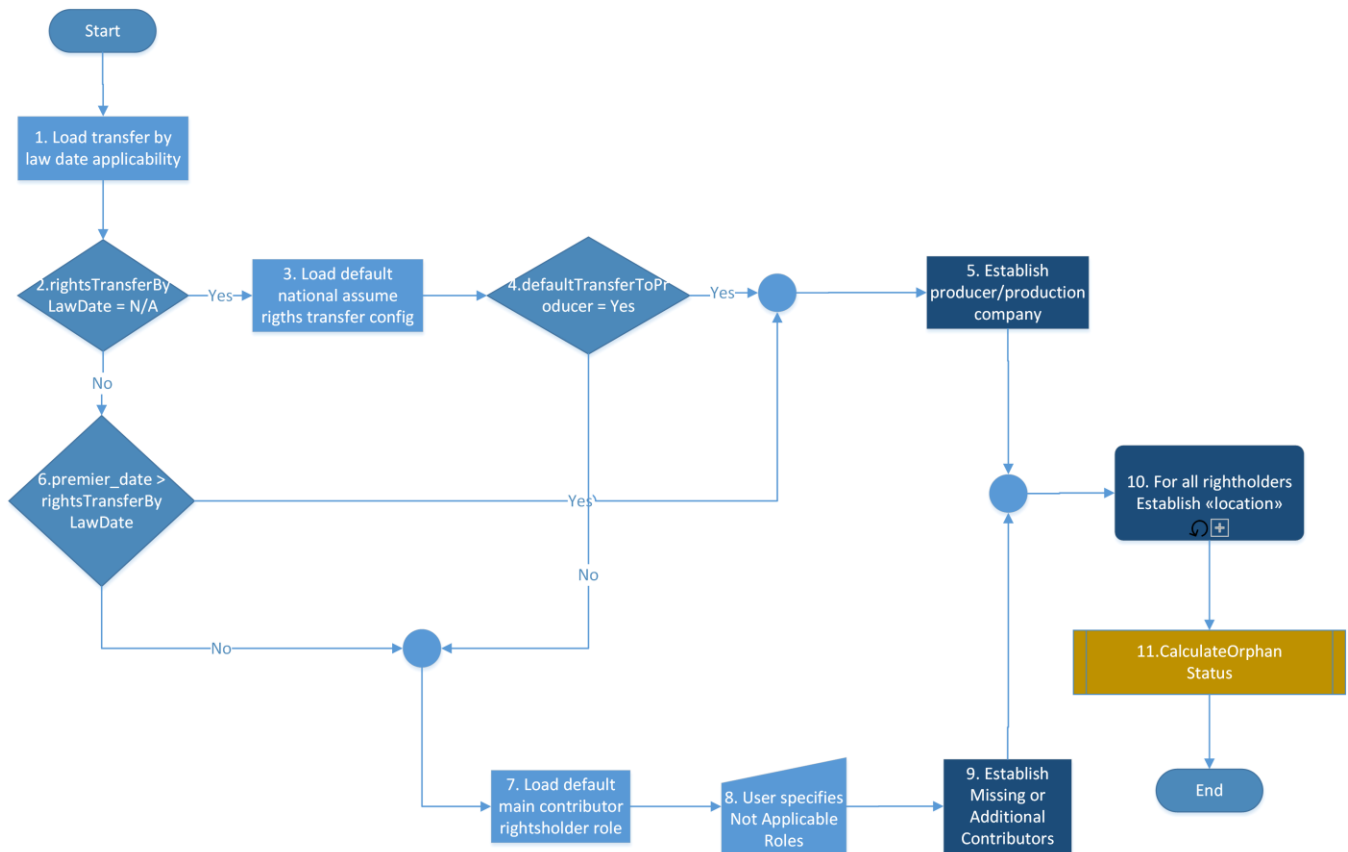 Start
1. Load transfer by
law date applicability
2.rightsTransferBy
LawDate = N/A
Yes
3. Load default
national assume
rigths transfer config
4.defaultTransferToPr
oducer = Yes
Yes
5. Establish
producer/production
company
No
6.premier_date >
rightsTransferBy
LawDate
Yes
No
No
10. For all rightholders
Establish «location»
11.CalculateOrphan
Status
7. Load default
main contributor
rightsholder role
8. User specifies
Not Applicable
Roles
9. Establish
Missing or
Additional
Contributors
End